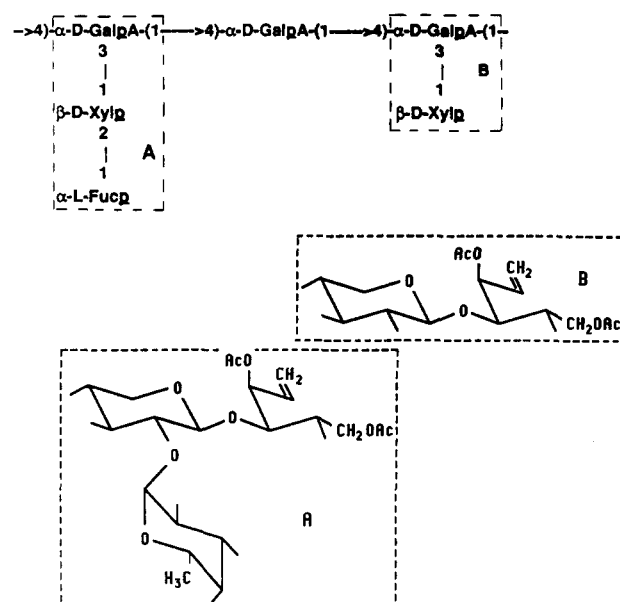 →4)-α-D-GalpA-(1→4)-α-D-GalpA-(1→4)-α-D-GalpA-(1-
3 3 B
1 1
β-D-Xylp β-D-Xylp
2 A
1
α-L-Fucp
AcO CH₂ B
O O CH₂OAc
AcO CH₂
O O CH₂OAc
O
O A
H₃C